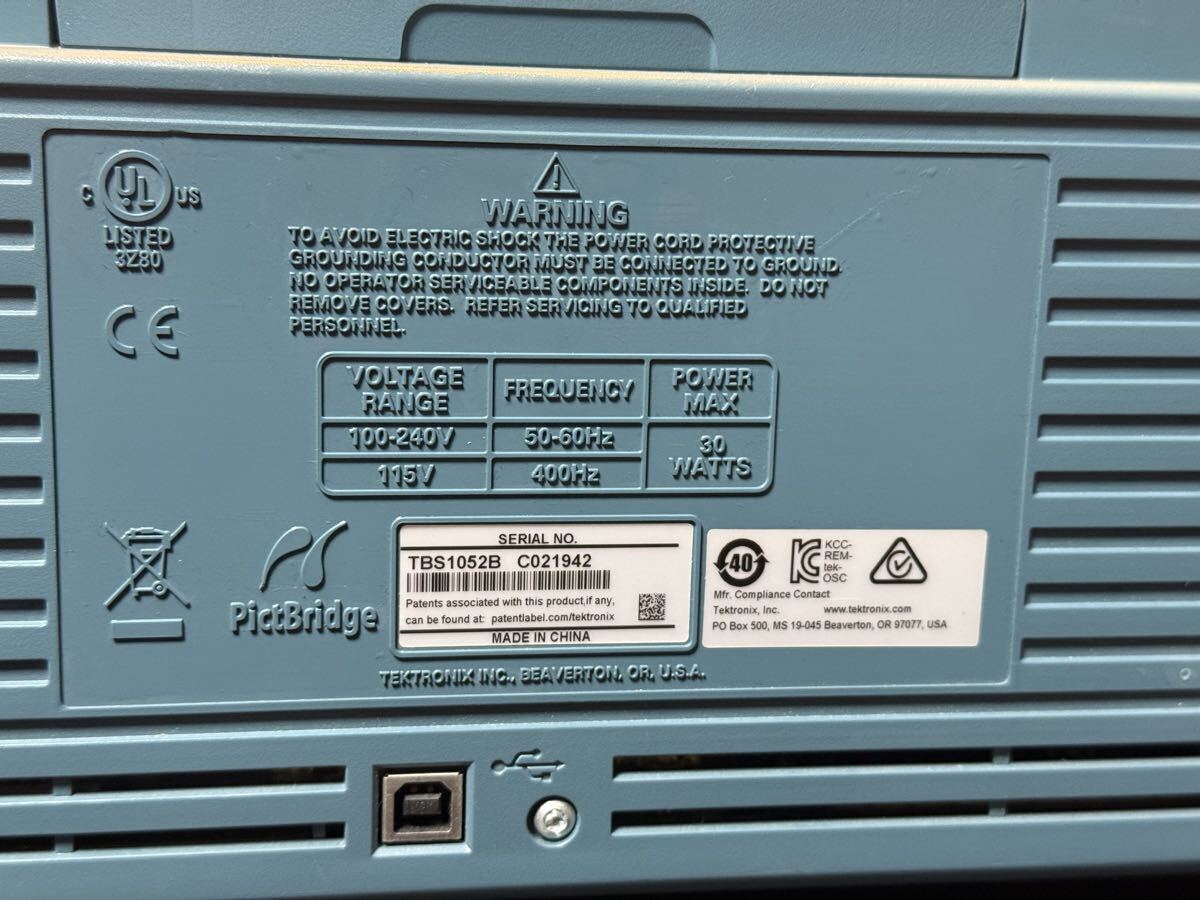 C UL US
LISTED
3Z80
CE
WARNING
TO AVOID ELECTRIC SHOCK THE POWER CORD PROTECTIVE
GROUNDING CONDUCTOR MUST BE CONNECTED TO GROUND.
NO OPERATOR SERVICEABLE COMPONENTS INSIDE. DO NOT
REMOVE COVERS. REFER SERVICING TO QUALIFIED
PERSONNEL.
VOLTAGE
RANGE
FREQUENCY
POWER
MAX
100-240V
50-60Hz
30
WATTS
115V
400Hz
PictBridge
SERIAL NO.
TBS1052B C021942
Patents associated with this product,if any,
can be found at: patentlabel.com/tektronix
MADE IN CHINA
40
KCC-
REM-
tek-
OSC
Mfr. Compliance Contact
Tektronix, Inc. www.tektronix.com
PO Box 500, MS 19-045 Beaverton, OR 97077, USA
TEKTRONIX INC., BEAVERTON, OR, U.S.A.